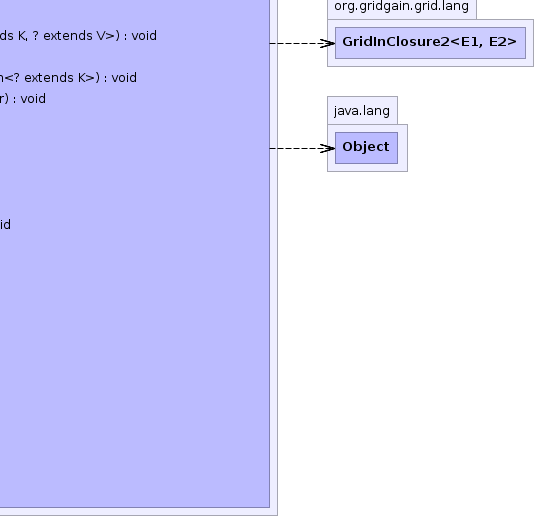 org.gridgain.grid.lang
ds K, ? extends V>) : void
GridInClosure2<E1, E2>
n<? extends K>) : void
r) : void
java.lang
Object
id